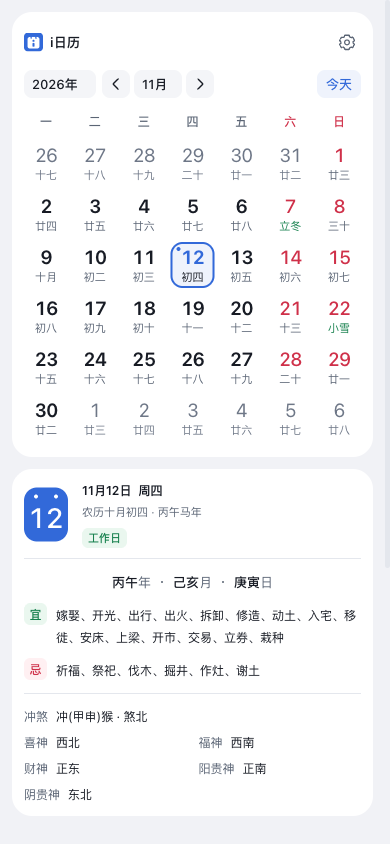 i日历
2026年 11月 今天
一 二 三 四 五 六 日
26 27 28 29 30 31 1
十七 十八 十九 二十 廿一 廿二 廿三
2 3 4 5 6 7 8
廿四 廿五 廿六 廿七 廿八 立冬 三十
9 10 11 12 13 14 15
十月 初二 初三 初四 初五 初六 初七
16 17 18 19 20 21 22
初八 初九 初十 十一 十二 十三 小雪
23 24 25 26 27 28 29
十五 十六 十七 十八 十九 二十 廿一
30 1 2 3 4 5 6
廿二 廿三 廿四 廿五 廿六 廿七 廿八
12
11月12日 周四
农历十月初四 · 丙午马年
工作日
丙午年 · 己亥月 · 庚寅日
宜 嫁娶、开光、出行、出火、拆卸、修造、动土、入宅、移
徙、安床、上梁、开市、交易、立券、栽种
忌 祈福、祭祀、伐木、掘井、作灶、谢土
冲煞 冲(甲申)猴 · 煞北
喜神 西北 福神 西南
财神 正东 阳贵神 正南
阴贵神 东北